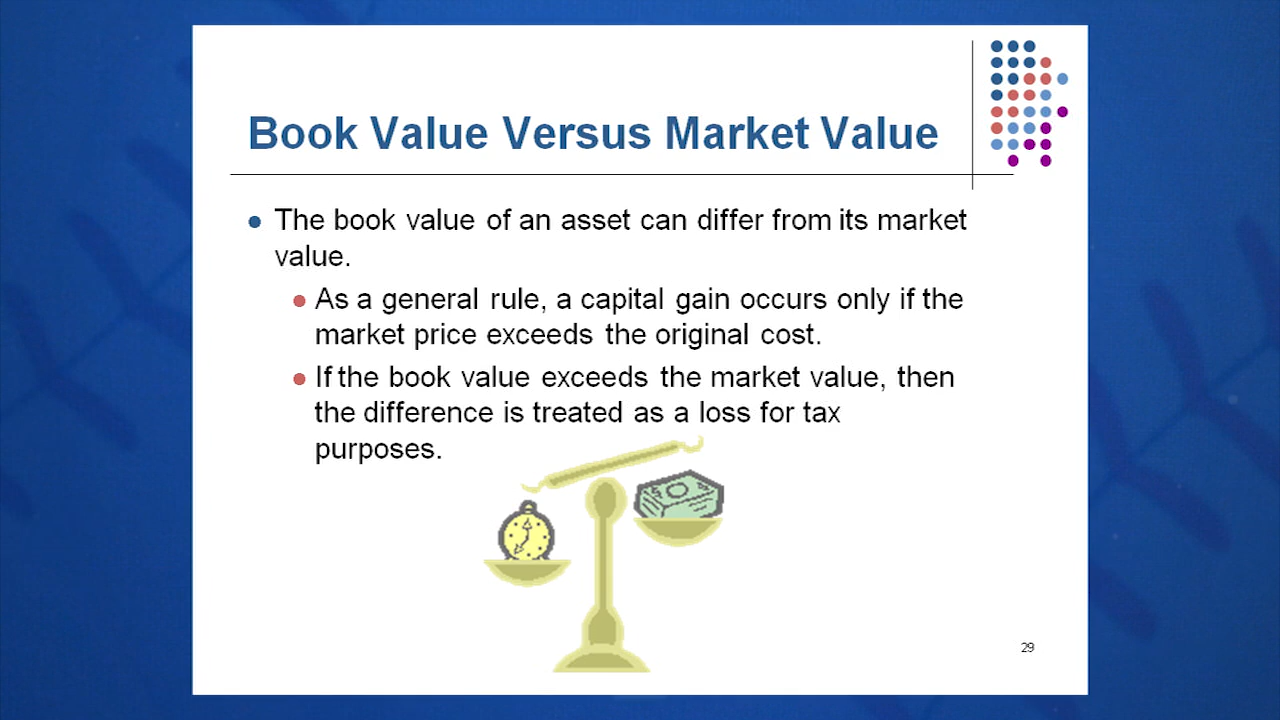 Book Value Versus Market Value
The book value of an asset can differ from its market
value.
As a general rule, a capital gain occurs only if the
market price exceeds the original cost.
If the book value exceeds the market value, then
the difference is treated as a loss for tax
purposes.
29